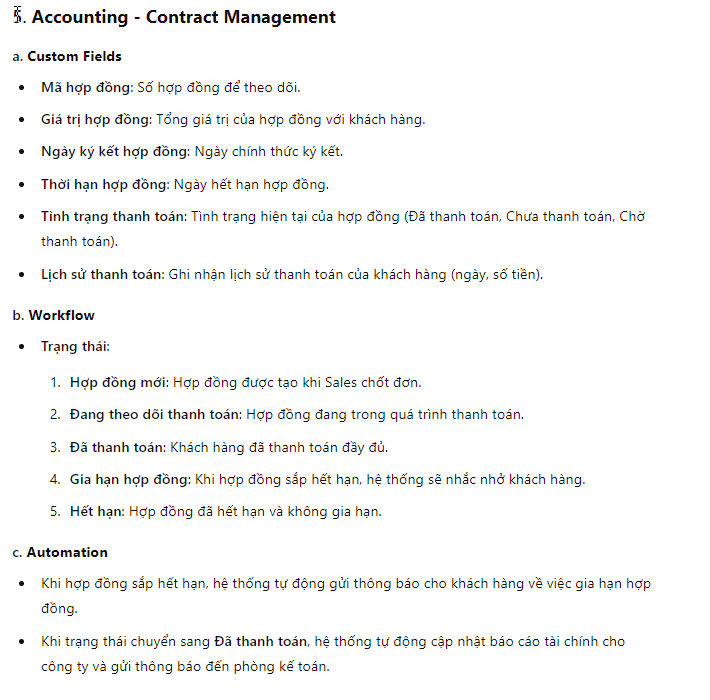 5. Accounting - Contract Management
a. Custom Fields
• Mã hợp đồng: Số hợp đồng để theo dõi.
• Giá trị hợp đồng: Tổng giá trị của hợp đồng với khách hàng.
• Ngày ký kết hợp đồng: Ngày chính thức ký kết.
• Thời hạn hợp đồng: Ngày hết hạn hợp đồng.
• Tình trạng thanh toán: Tình trạng hiện tại của hợp đồng (Đã thanh toán, Chưa thanh toán, Chờ
thanh toán).
• Lịch sử thanh toán: Ghi nhận lịch sử thanh toán của khách hàng (ngày, số tiền).
b. Workflow
• Trạng thái:
1. Hợp đồng mới: Hợp đồng được tạo khi Sales chốt đơn.
2. Đang theo dõi thanh toán: Hợp đồng đang trong quá trình thanh toán.
3. Đã thanh toán: Khách hàng đã thanh toán đầy đủ.
4. Gia hạn hợp đồng: Khi hợp đồng sắp hết hạn, hệ thống sẽ nhắc nhở khách hàng.
5. Hết hạn: Hợp đồng đã hết hạn và không gia hạn.
c. Automation
• Khi hợp đồng sắp hết hạn, hệ thống tự động gửi thông báo cho khách hàng về việc gia hạn hợp
đồng.
• Khi trạng thái chuyển sang Đã thanh toán, hệ thống tự động cập nhật báo cáo tài chính cho
công ty và gửi thông báo đến phòng kế toán.